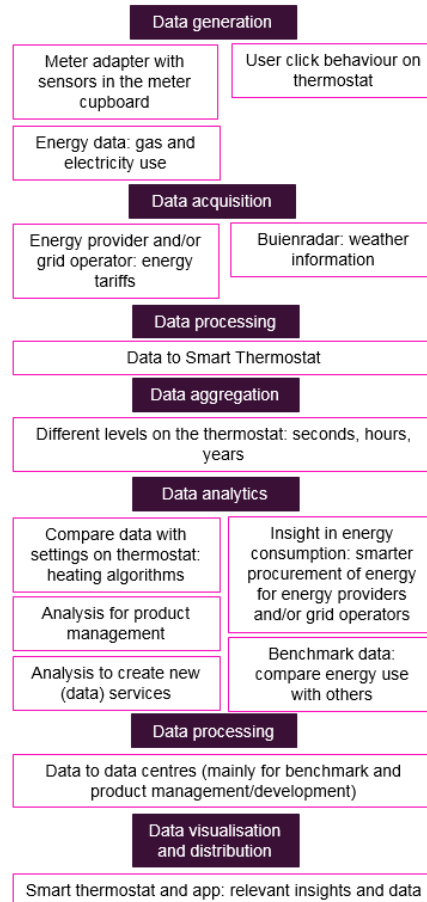 Data generation
Meter adapter with
sensors in the meter
cupboard
User click behaviour on
thermostat
Energy data: gas and
electricity use
Data acquisition
Energy provider and/or
grid operator: energy
tariffs
Buienradar: weather
information
Data processing
Data to Smart Thermostat
Data aggregation
Different levels on the thermostat: seconds, hours,
years
Data analytics
Compare data with
settings on thermostat:
heating algorithms
Insight in energy
consumption: smarter
procurement of energy
for energy providers
and/or grid operators
Analysis for product
management
Analysis to create new
(data) services
Benchmark data:
compare energy use
with others
Data processing
Data to data centres (mainly for benchmark and
product management/development)
Data visualisation
and distribution
Smart thermostat and app: relevant insights and data